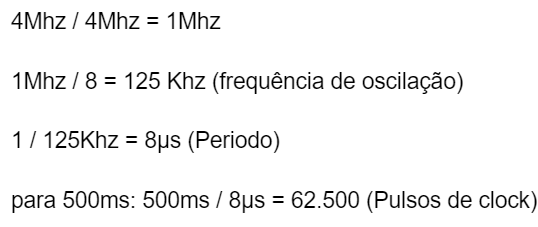 4Mhz / 4Mhz = 1Mhz
1Mhz / 8 = 125 Khz (frequência de oscilação)
1 / 125Khz = 8µs (Periodo)
para 500ms: 500ms / 8µs = 62.500 (Pulsos de clock)